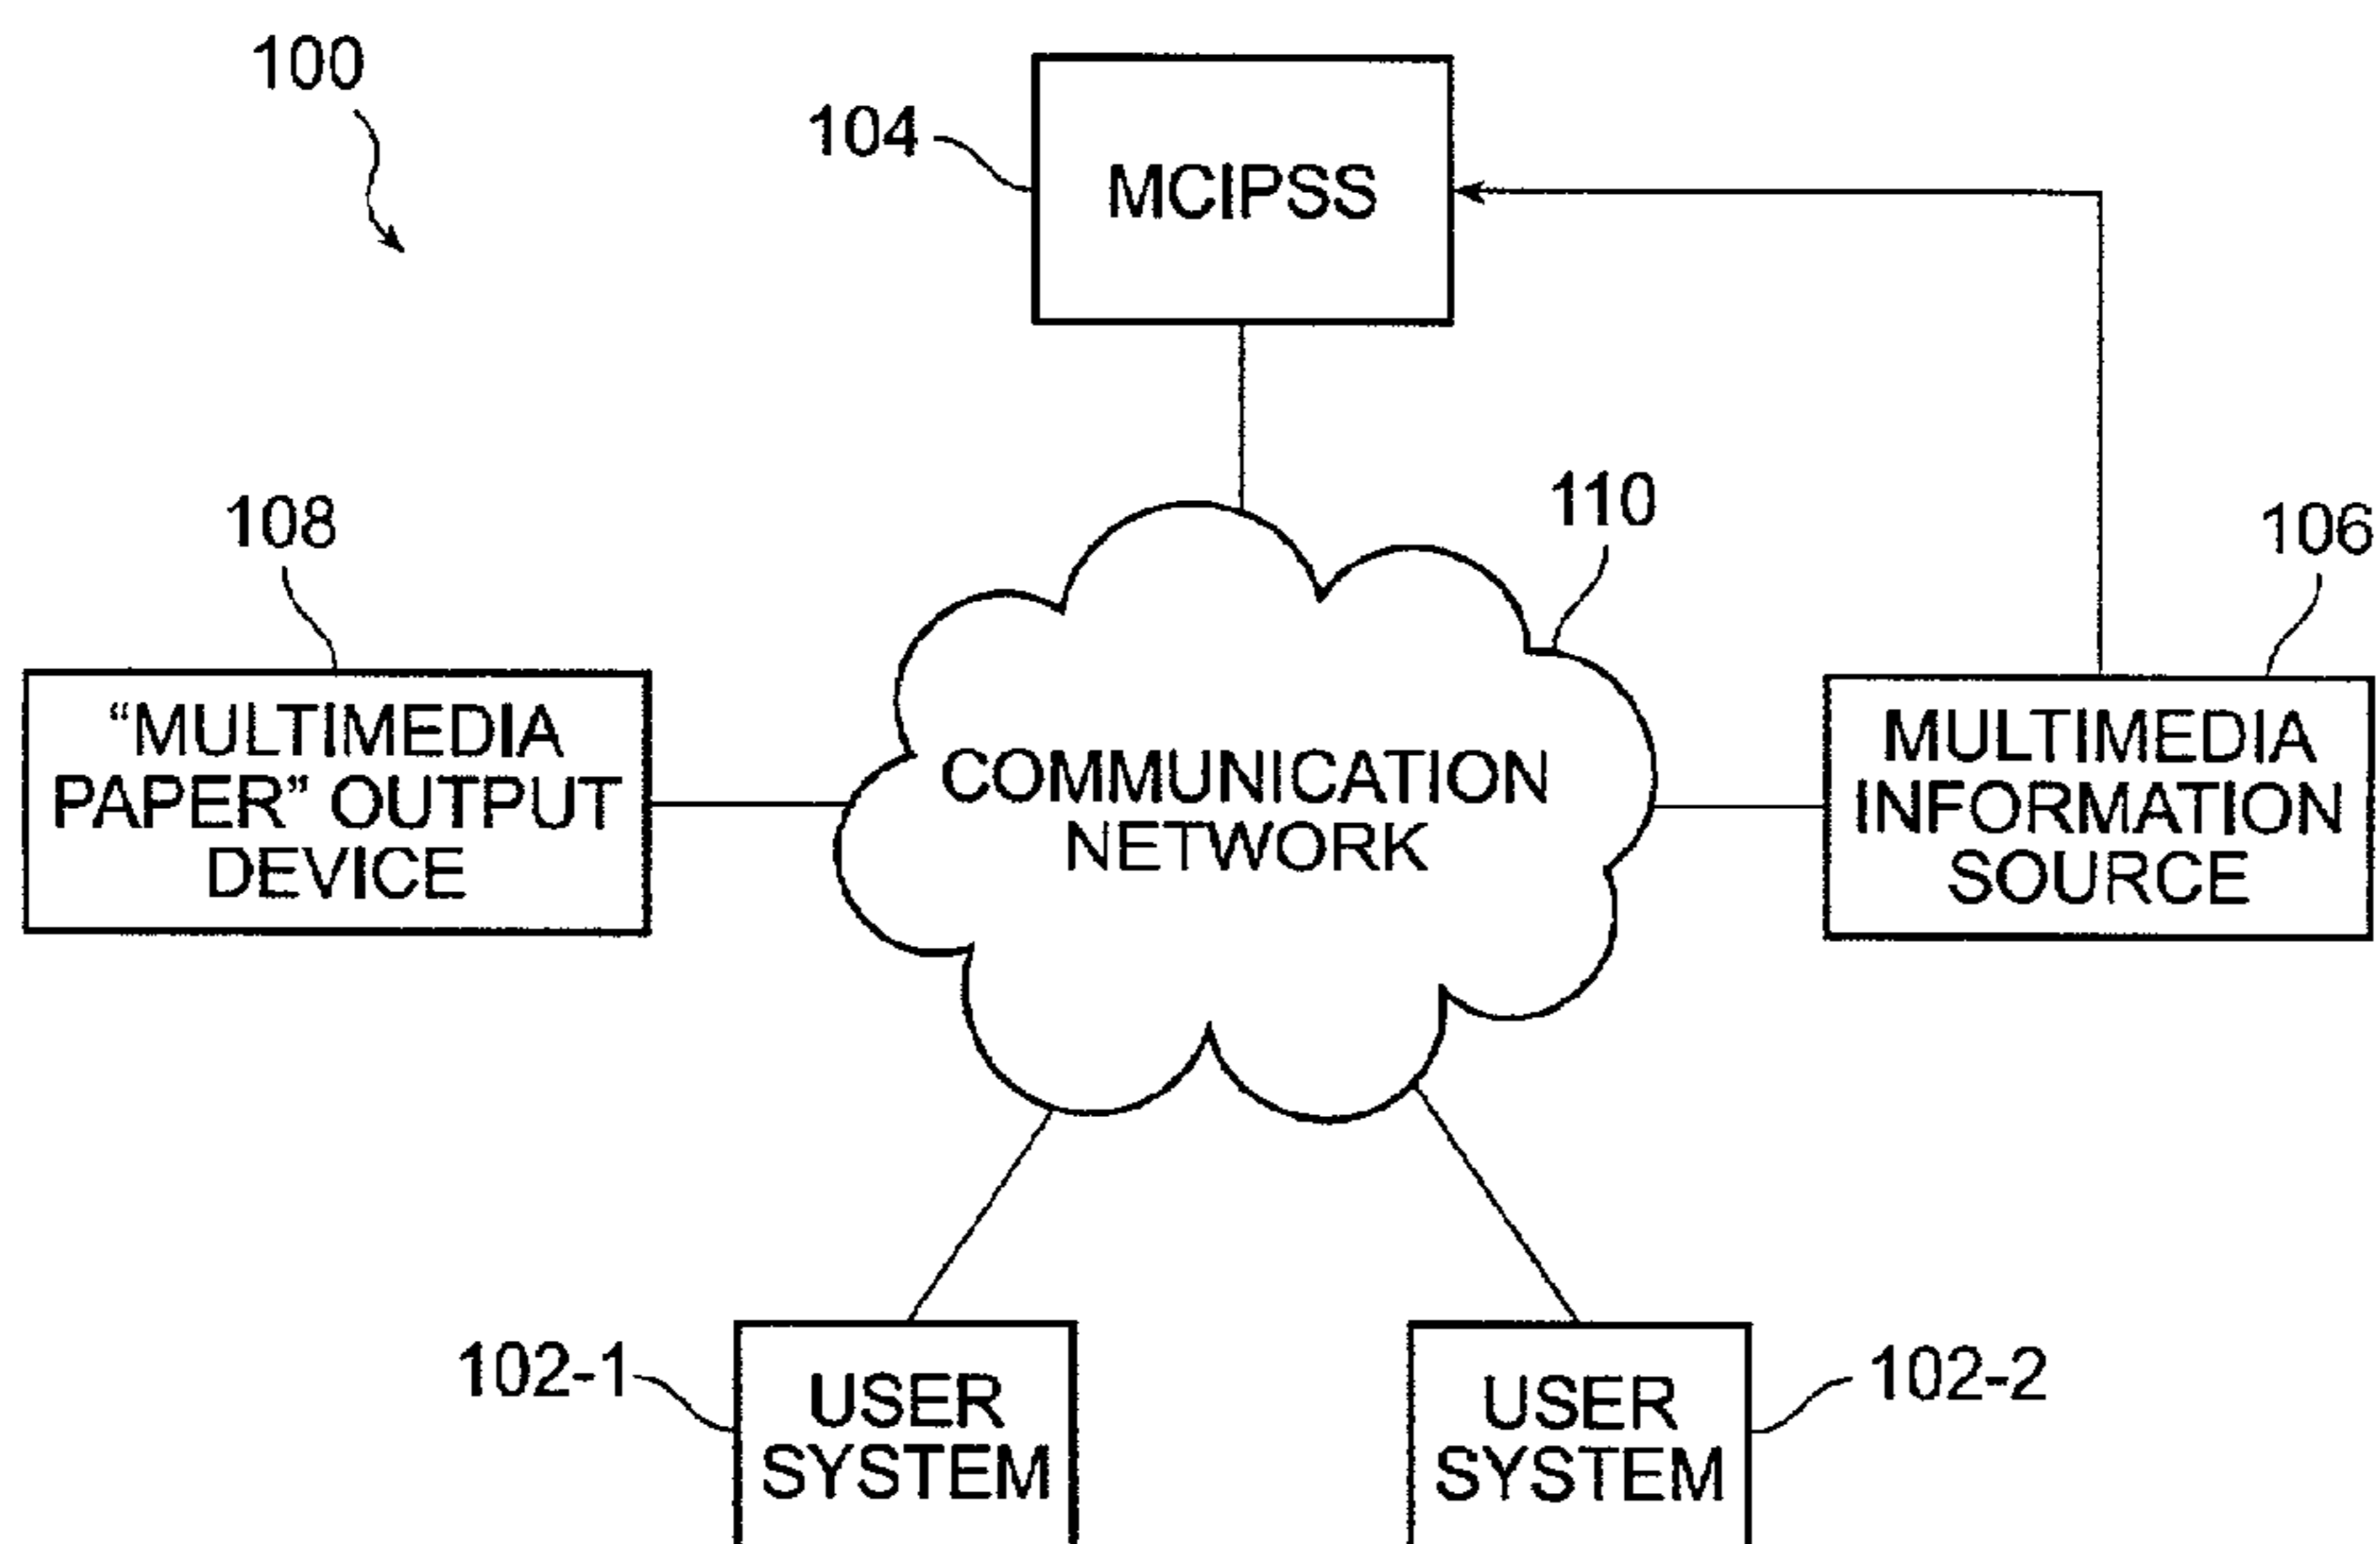 100
104
MCIPSS
108
110
106
“MULTIMEDIA
PAPER” OUTPUT
DEVICE
COMMUNICATION
NETWORK
MULTIMEDIA
INFORMATION
SOURCE
102-1
USER
SYSTEM
USER
SYSTEM
102-2